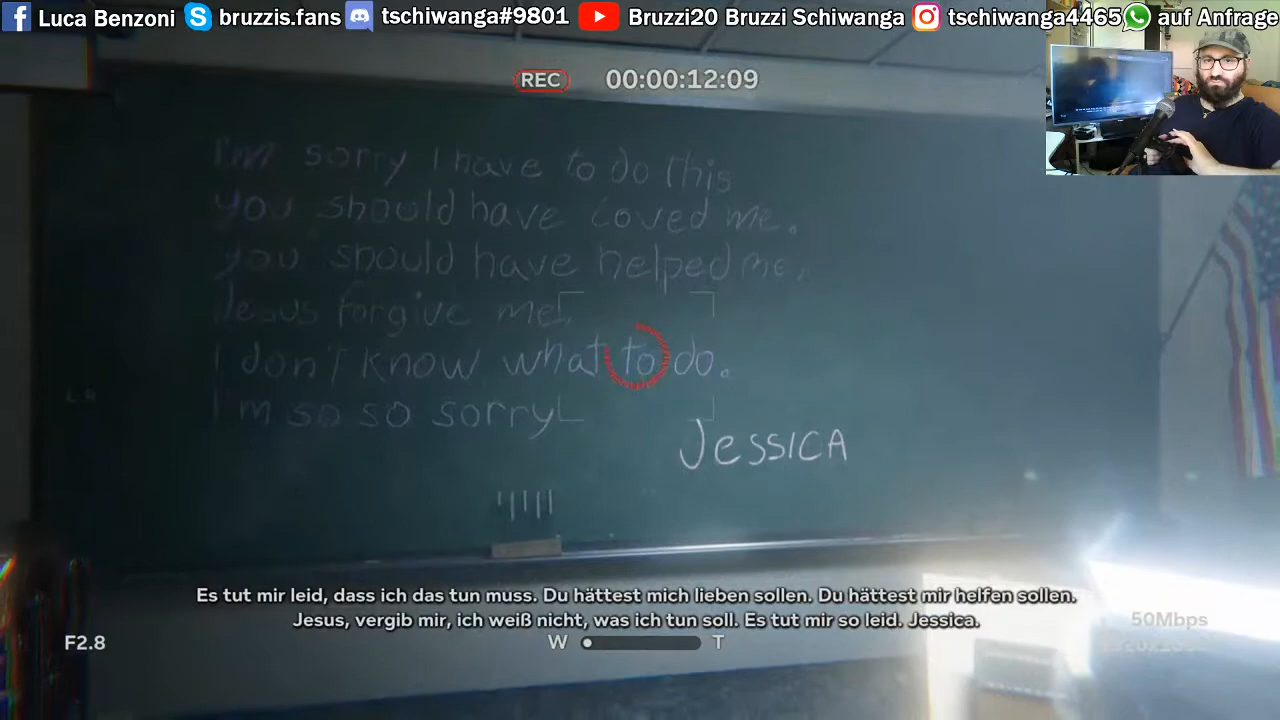 Luca Benzoni bruzzis.fans tschiwanga#9801 Bruzzi20 Bruzzi Schiwanga tschiwanga4465 auf Anfrage
REC 00:00:12:09
I'm sorry I have to do this
you should have loved me.
you should have helped me,
Jesus forgive me,
I don't know what to do.
I'm so so sorry
JeSSICA
Es tut mir leid, dass ich das tun muss. Du hättest mich lieben sollen. Du hättest mir helfen sollen.
Jesus, vergib mir, ich weiß nicht, was ich tun soll. Es tut mir so leid. Jessica.
50Mbps
F2.8 W T